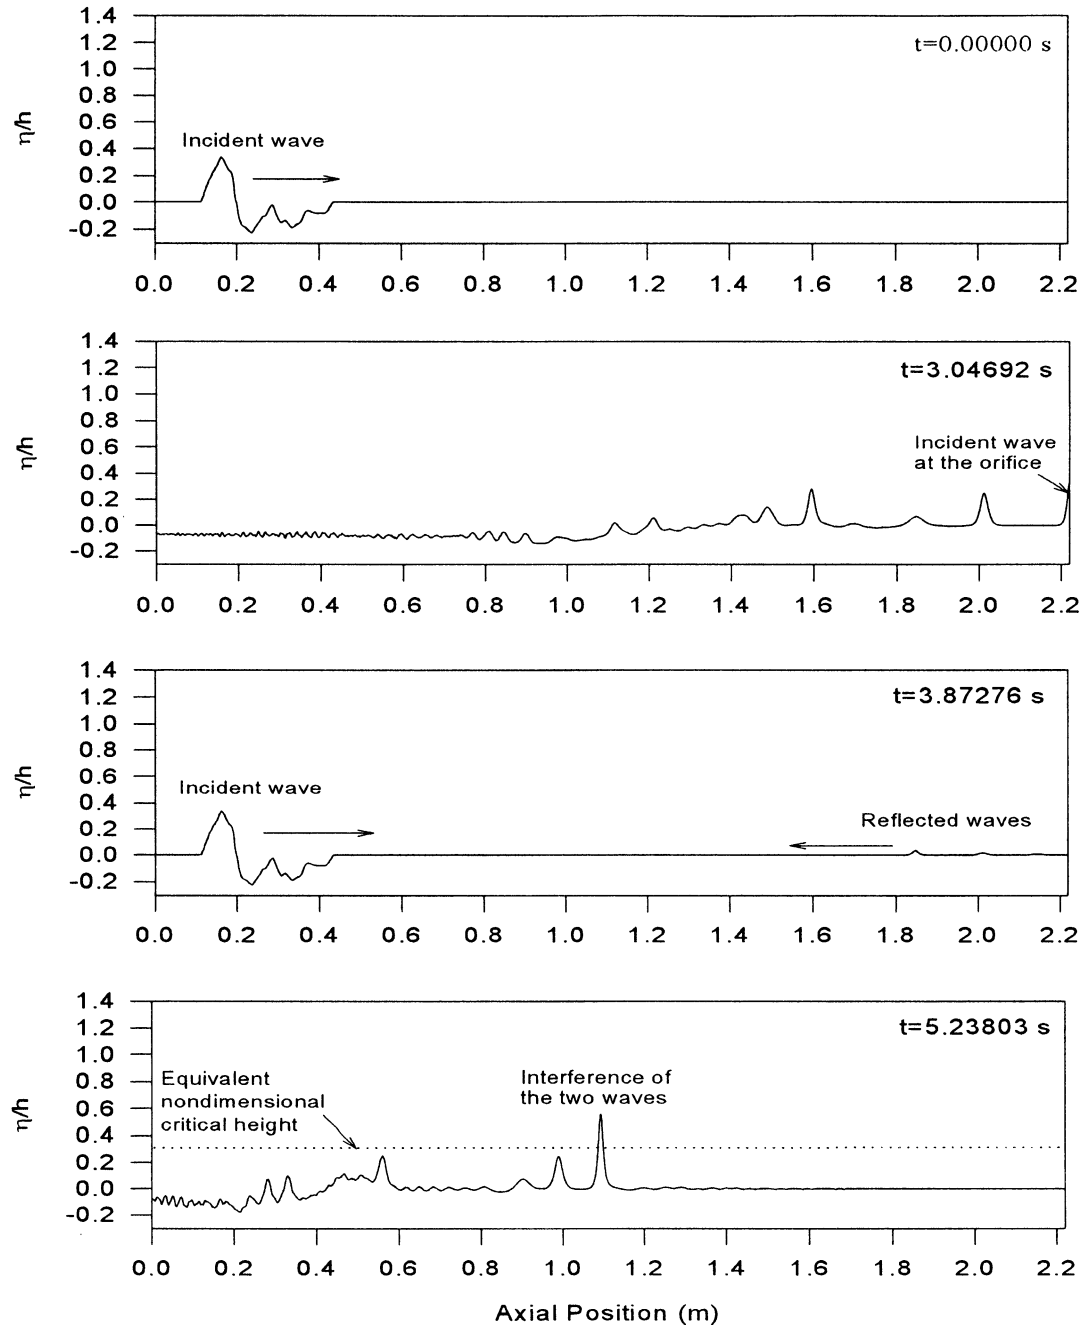 1.4
1.2
1.0
0.8
0.6
0.4
0.2
0.0
-0.2
η/h
t=0.00000 s
Incident wave
0.0 0.2 0.4 0.6 0.8 1.0 1.2 1.4 1.6 1.8 2.0 2.2
1.4
1.2
1.0
0.8
0.6
0.4
0.2
0.0
-0.2
η/h
t=3.04692 s
Incident wave
at the orifice
0.0 0.2 0.4 0.6 0.8 1.0 1.2 1.4 1.6 1.8 2.0 2.2
1.4
1.2
1.0
0.8
0.6
0.4
0.2
0.0
-0.2
η/h
t=3.87276 s
Incident wave
Reflected waves
0.0 0.2 0.4 0.6 0.8 1.0 1.2 1.4 1.6 1.8 2.0 2.2
1.4
1.2
1.0
0.8
0.6
0.4
0.2
0.0
-0.2
η/h
t=5.23803 s
Equivalent
nondimensional
critical height
Interference of
the two waves
0.0 0.2 0.4 0.6 0.8 1.0 1.2 1.4 1.6 1.8 2.0 2.2
Axial Position (m)